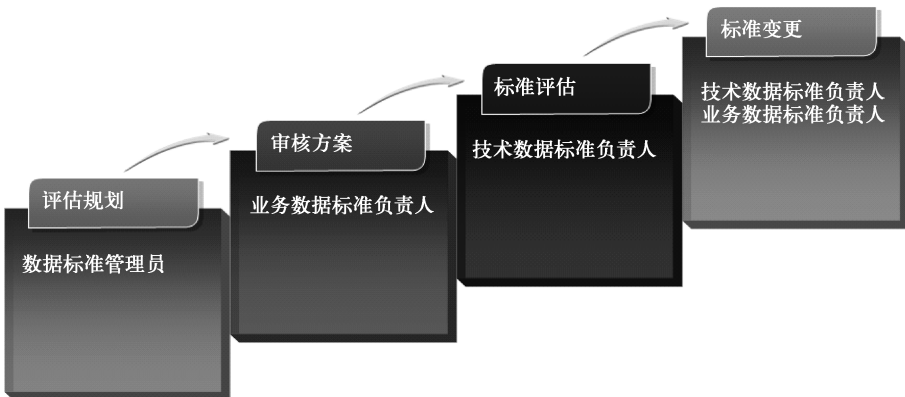 评估规划
数据标准管理员
审核方案
业务数据标准负责人
标准评估
技术数据标准负责人
标准变更
技术数据标准负责人
业务数据标准负责人